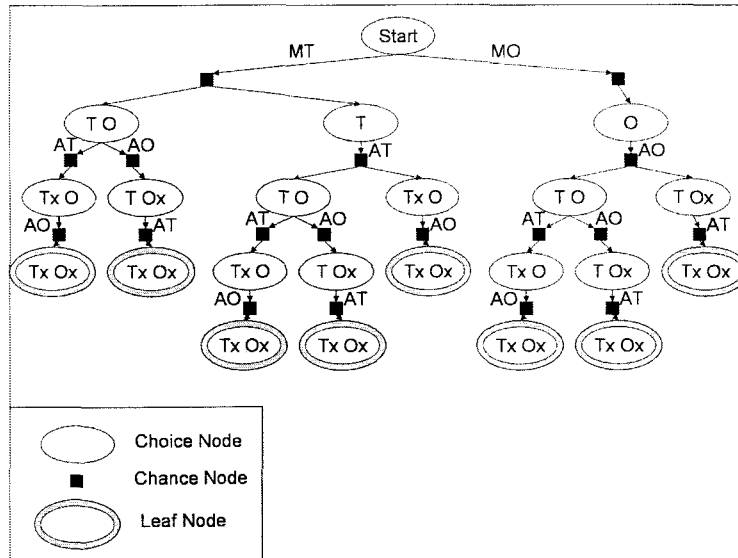 Start
MT MO
T O T O
AT AO AT AO
Tx O T Ox T O Tx O T O T Ox
AO AT AT AO AO AT AO AT
Tx Ox Tx Ox Tx O T Ox Tx Ox Tx O T Ox Tx Ox
AO AT AO AT
Tx Ox Tx Ox Tx Ox Tx Ox
Choice Node
Chance Node
Leaf Node